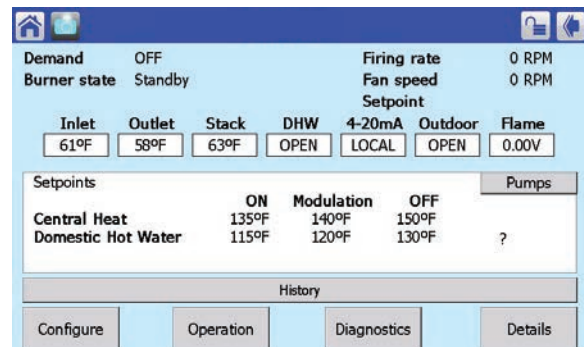 Demand OFF Firing rate 0 RPM
Burner state Standby Fan speed 0 RPM
Setpoint
Inlet Outlet Stack DHW 4-20mA Outdoor Flame
61ºF 58ºF 63ºF OPEN LOCAL OPEN 0.00V
Setpoints Pumps
ON Modulation OFF
Central Heat 135ºF 140ºF 150ºF
Domestic Hot Water 115ºF 120ºF 130ºF ?
History
Configure Operation Diagnostics Details